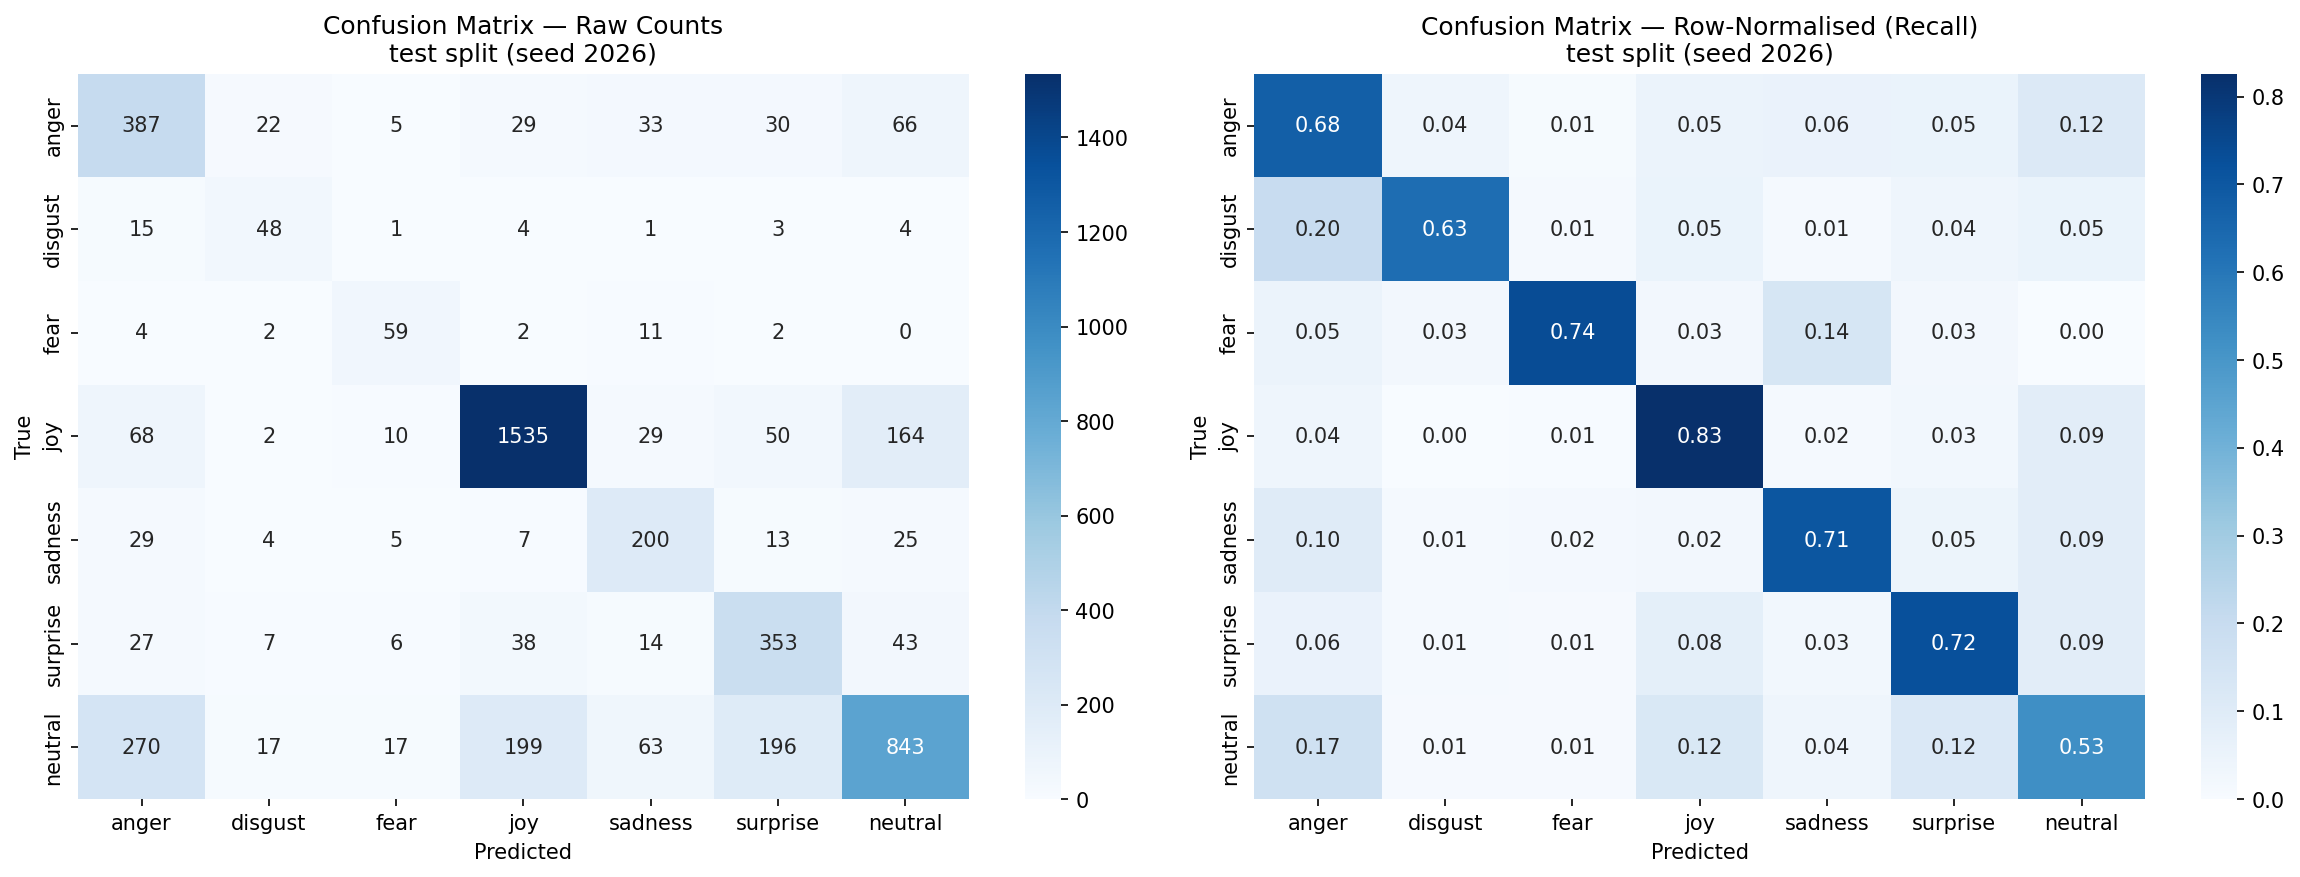 Confusion Matrix — Raw Counts
test split (seed 2026)
anger 387 22 5 29 33 30 66
disgust 15 48 1 4 1 3 4
fear 4 2 59 2 11 2 0
joy 68 2 10 1535 29 50 164
sadness 29 4 5 7 200 13 25
surprise 27 7 6 38 14 353 43
neutral 270 17 17 199 63 196 843
True
anger disgust fear joy sadness surprise neutral
Predicted
1400
1200
1000
800
600
400
200
0
Confusion Matrix — Row-Normalised (Recall)
test split (seed 2026)
anger 0.68 0.04 0.01 0.05 0.06 0.05 0.12
disgust 0.20 0.63 0.01 0.05 0.01 0.04 0.05
fear 0.05 0.03 0.74 0.03 0.14 0.03 0.00
joy 0.04 0.00 0.01 0.83 0.02 0.03 0.09
sadness 0.10 0.01 0.02 0.02 0.71 0.05 0.09
surprise 0.06 0.01 0.01 0.08 0.03 0.72 0.09
neutral 0.17 0.01 0.01 0.12 0.04 0.12 0.53
True
anger disgust fear joy sadness surprise neutral
Predicted
0.8
0.7
0.6
0.5
0.4
0.3
0.2
0.1
0.0